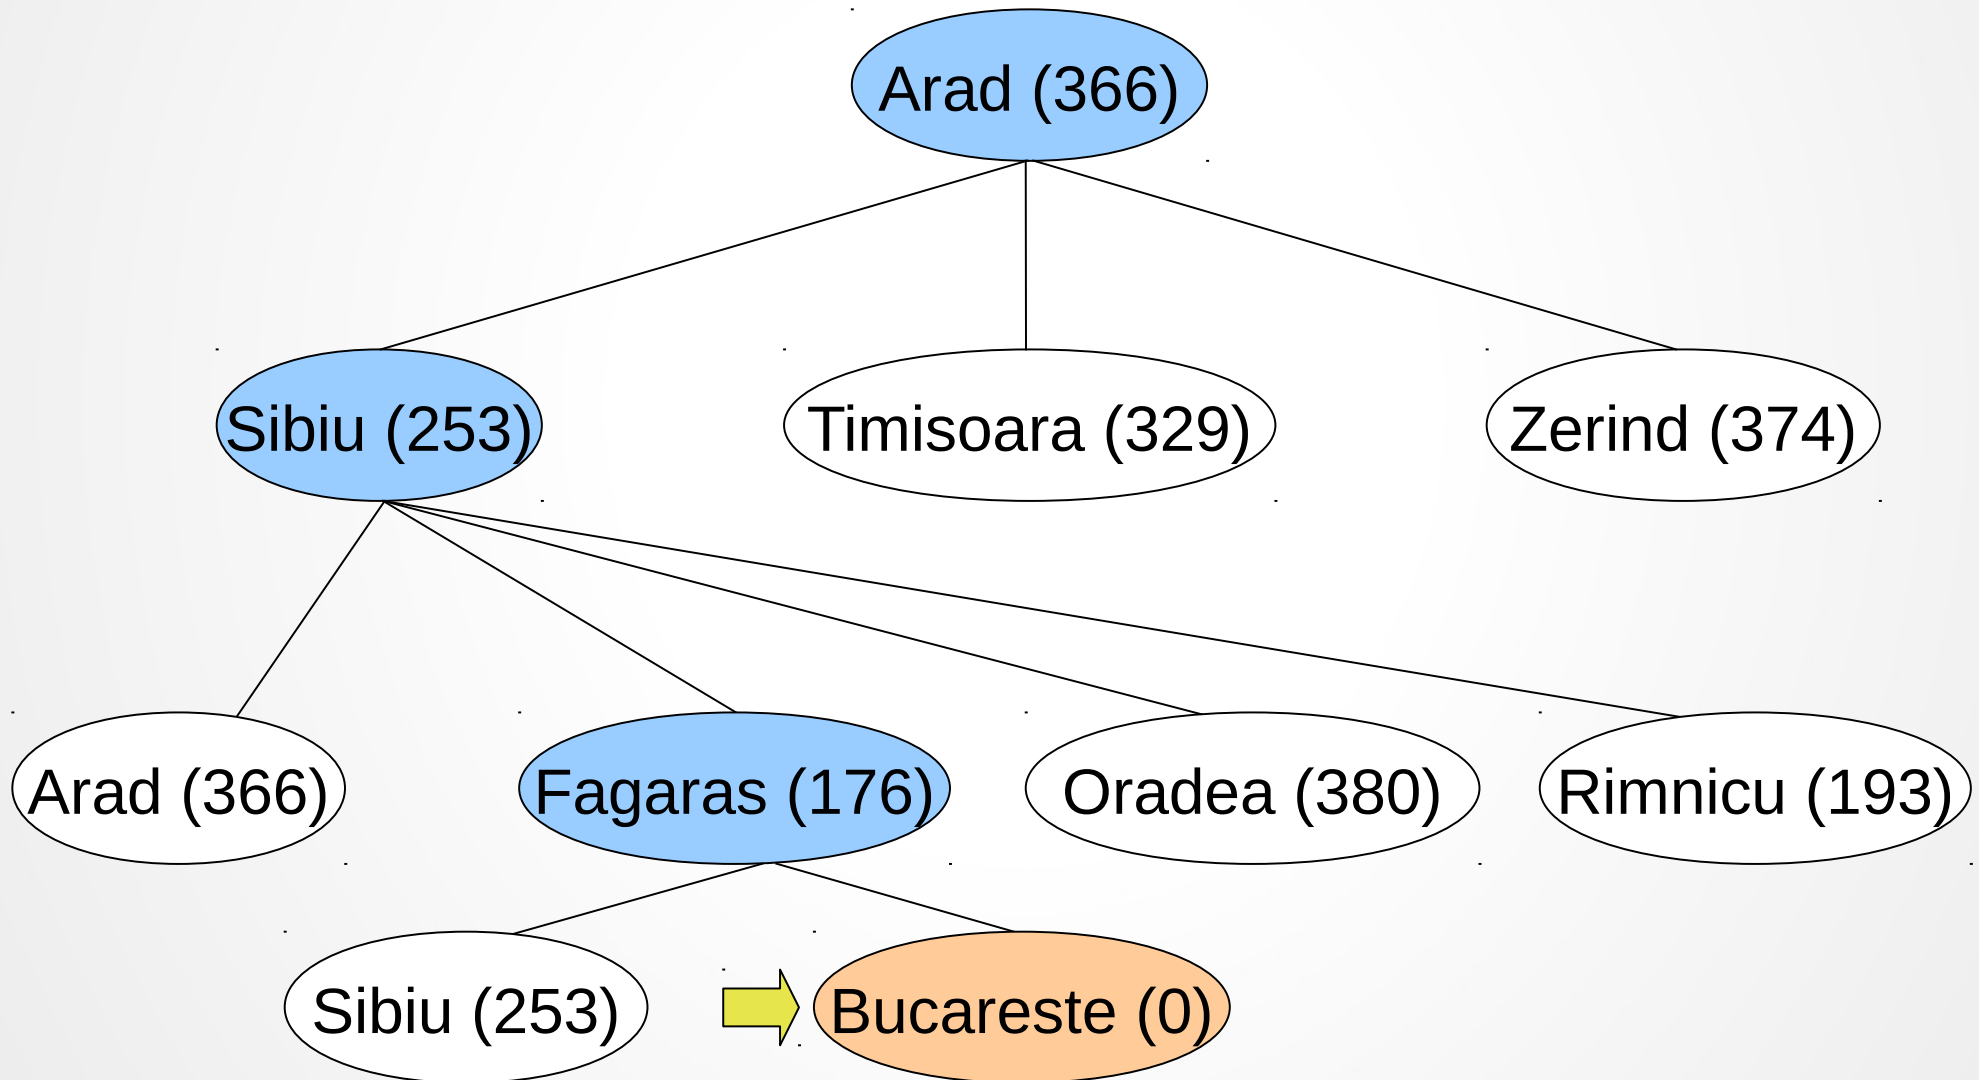 Arad (366)
Sibiu (253)
Timisoara (329)
Zerind (374)
Arad (366)
Fagaras (176)
Oradea (380)
Rimnicu (193)
Sibiu (253)
Bucareste (0)